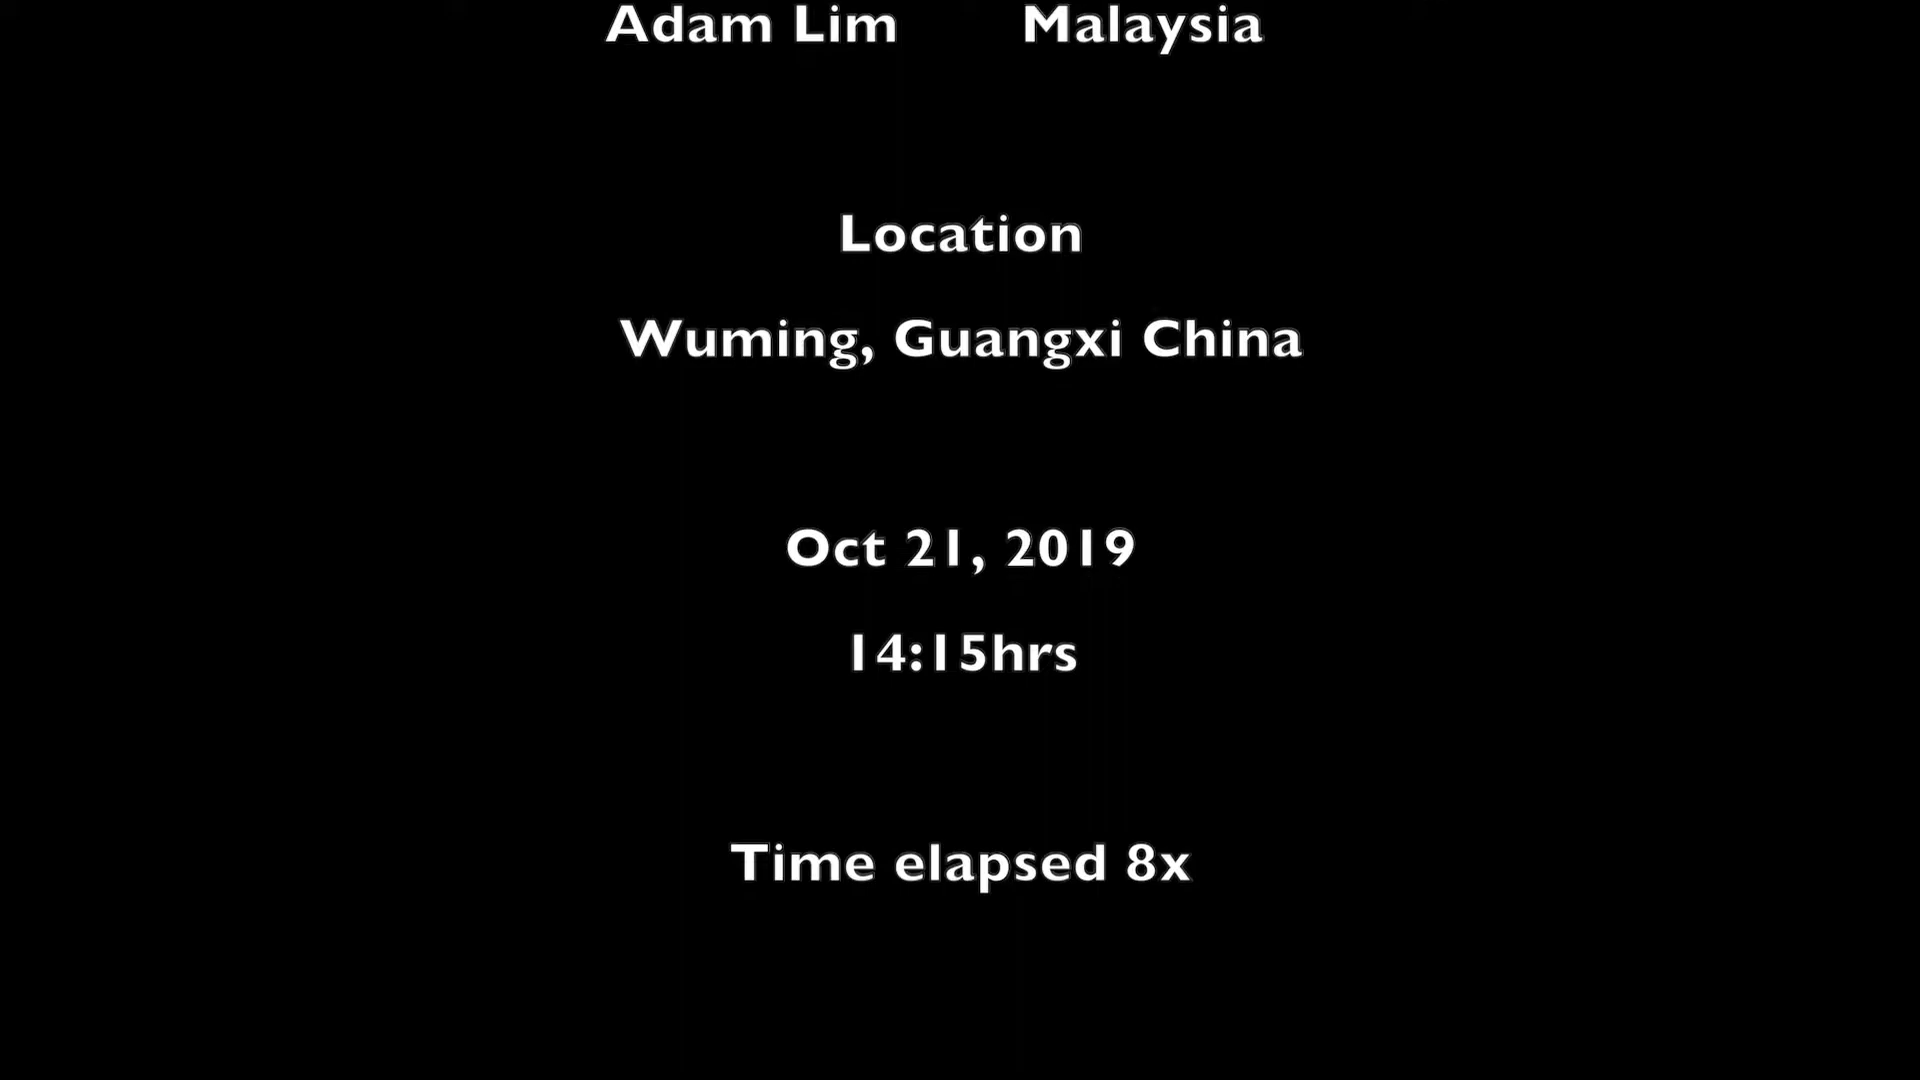 Adam Lim Malaysia
Location
Wuming, Guangxi China
Oct 21, 2019
14:15hrs
Time elapsed 8x